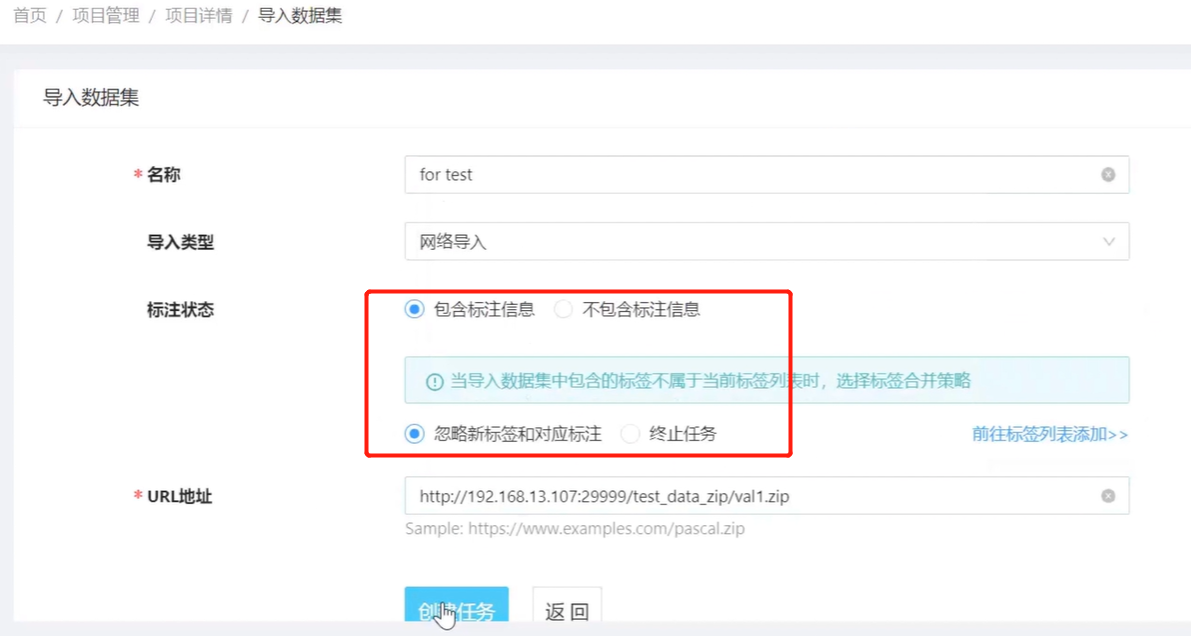 首页 / 项目管理 / 项目详情 / 导入数据集
导入数据集
* 名称 for test
导入类型 网络导入
标注状态 包含标注信息 不包含标注信息
当导入数据集中包含的标签不属于当前标签列表时，选择标签合并策略
忽略新标签和对应标注 终止任务 前往标签列表添加>>
* URL地址 http://192.168.13.107:29999/test_data_zip/val1.zip
Sample: https://www.examples.com/pascal.zip
创建任务 返回